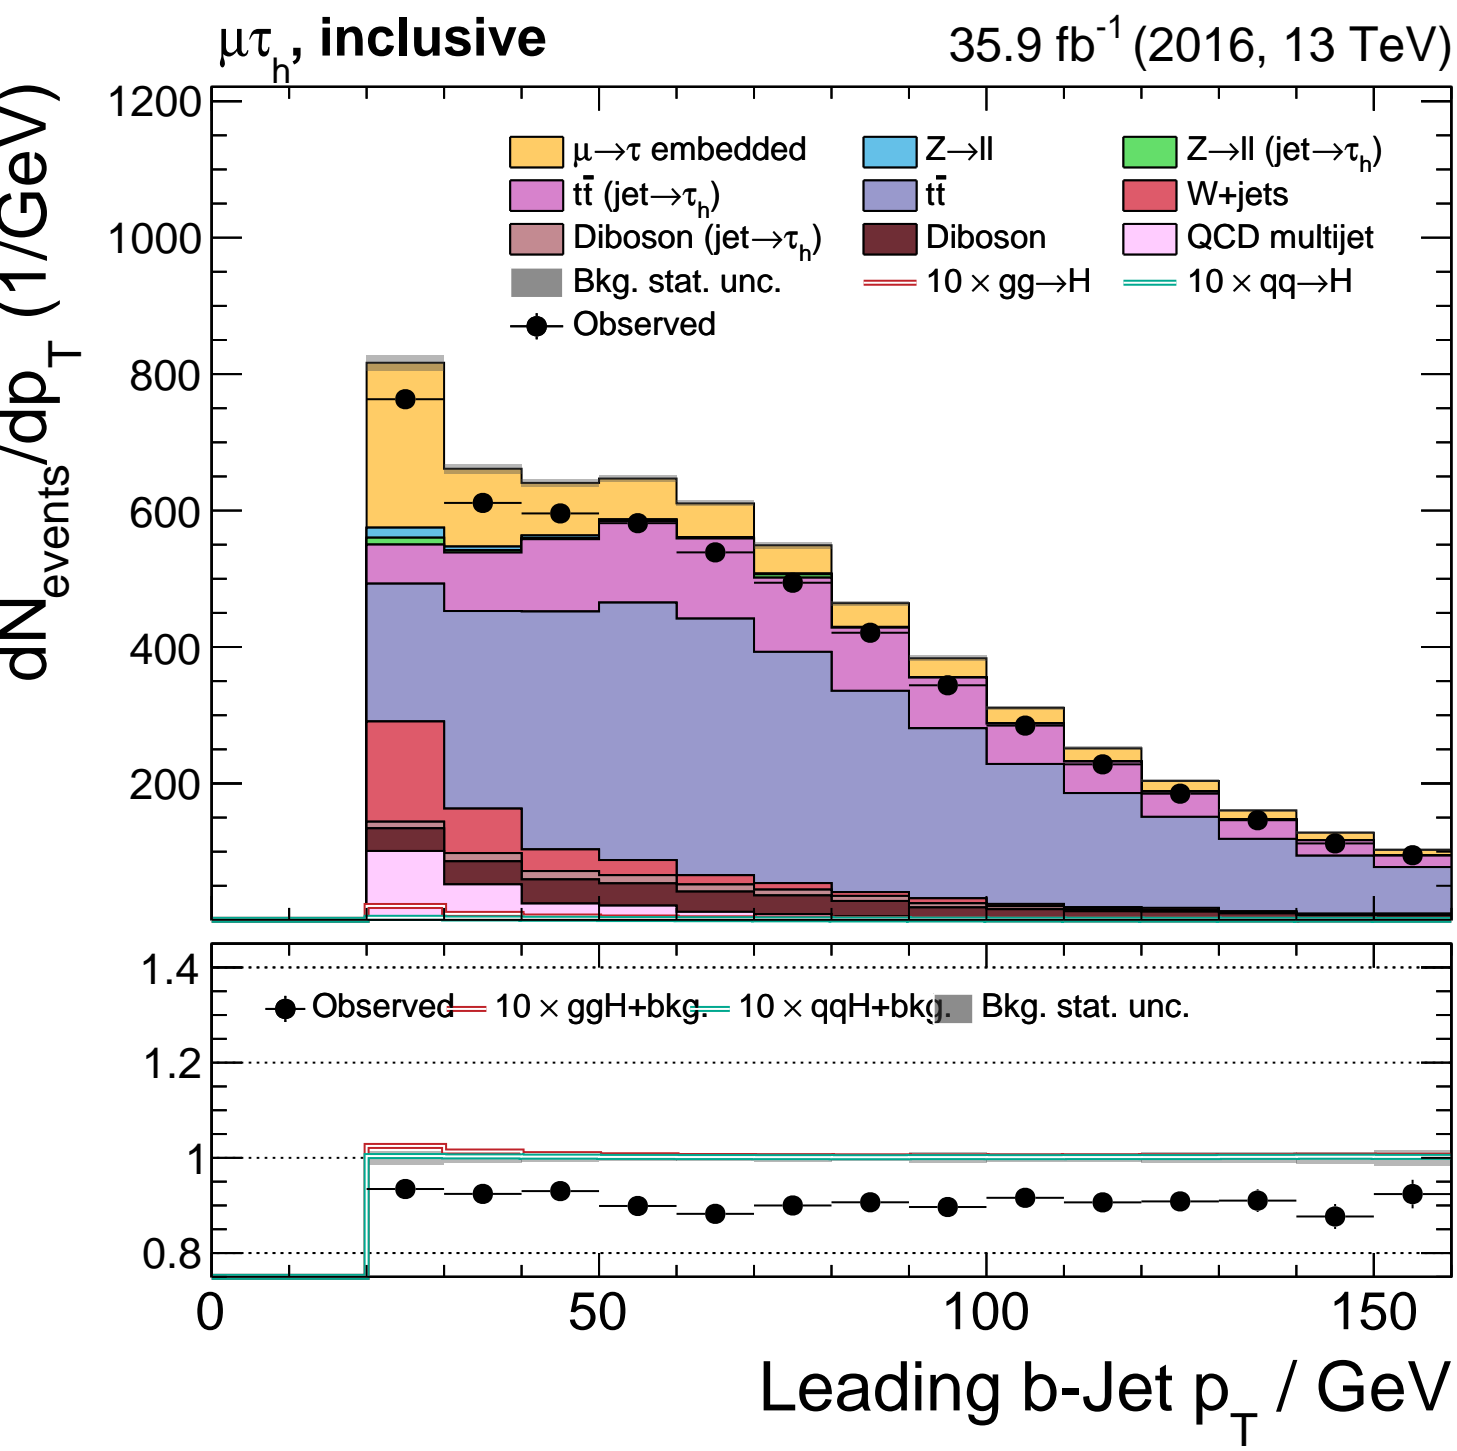 μτh, inclusive 35.9 fb-1 (2016, 13 TeV)
dNevents/dpT (1/GeV)
1200
1000
800
600
400
200
μ→τ embedded Z→ll Z→ll (jet→τh)
tt̄ (jet→τh) tt̄ W+jets
Diboson (jet→τh) Diboson QCD multijet
Bkg. stat. unc. 10 × gg→H 10 × qq→H
Observed
1.4
1.2
1
0.8
Observed 10 × ggH+bkg. 10 × qqH+bkg. Bkg. stat. unc.
0 50 100 150
Leading b-Jet pT / GeV